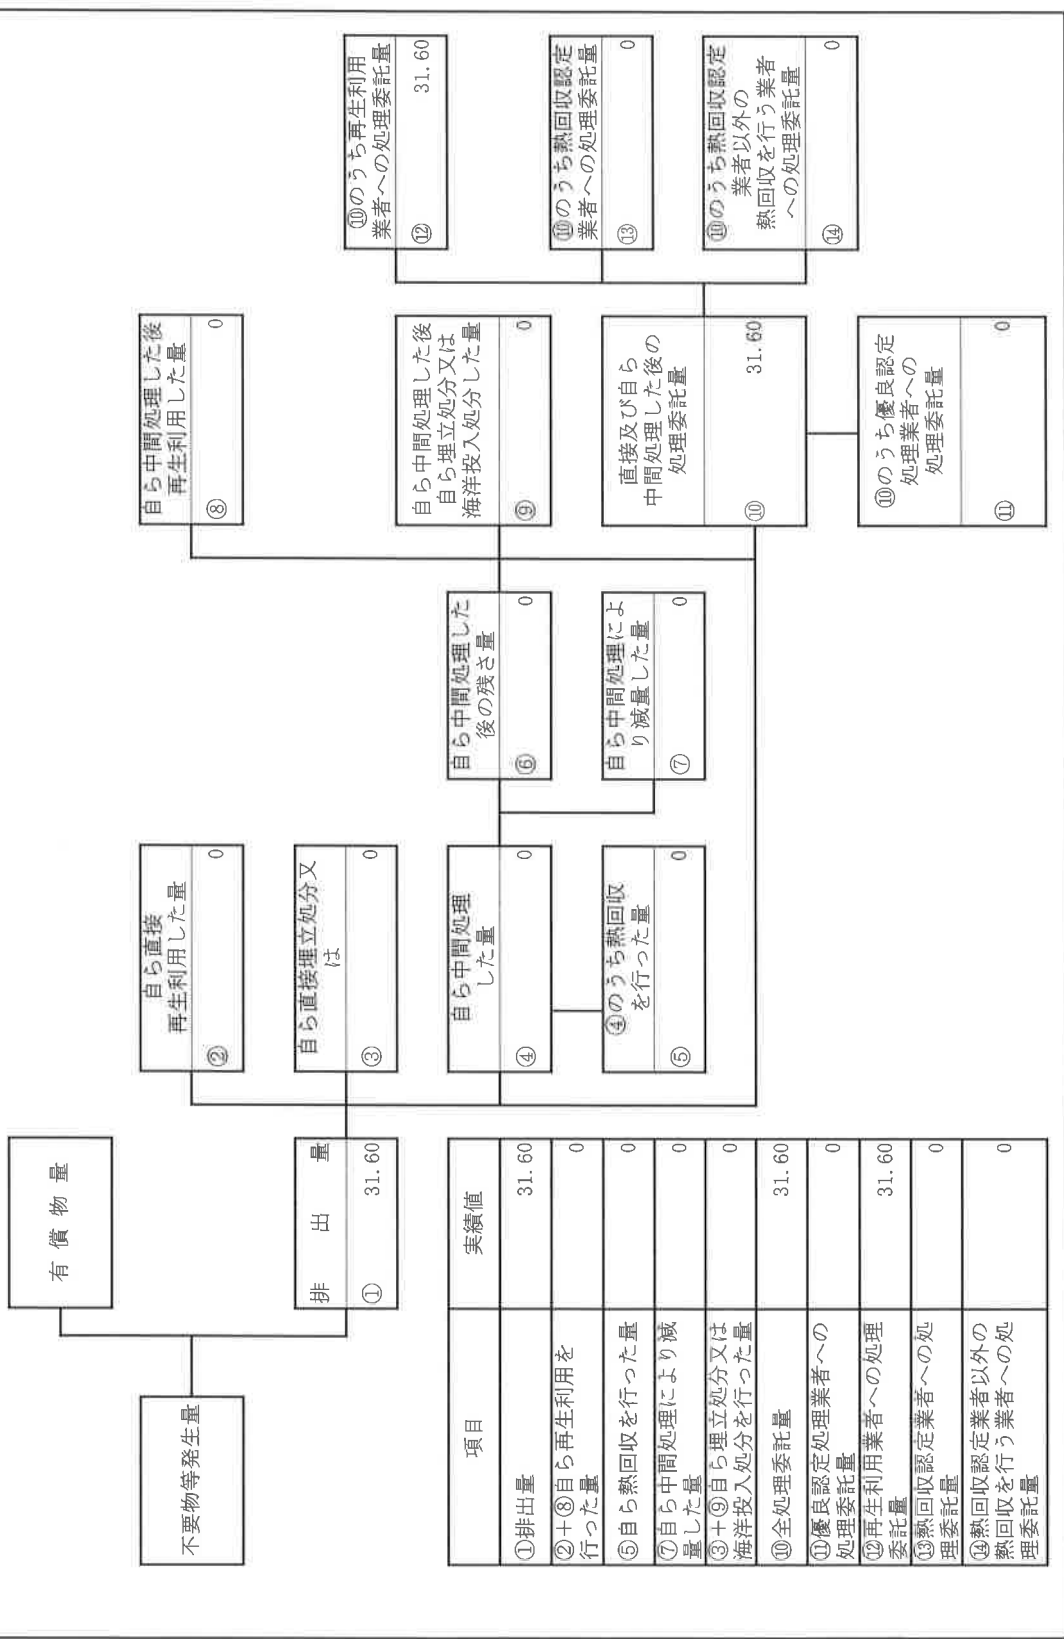 不要物等発生量
有償物量
排出量
① 31.60
自ら直接
再生利用した量
② 0
自ら直接埋立処分又
は
③ 0
自ら中間処理
した量
④ 0
④のうち熱回収
を行った量
⑤ 0
自ら中間処理した
後の残さ量
⑥ 0
自ら中間処理によ
り減量した量
⑦ 0
自ら中間処理した後
再生利用した量
⑧ 0
自ら中間処理した後
自ら埋立処分又は
海洋投入処分した量
⑨ 0
直接及び自ら
中間処理した後の
処理委託量
⑩ 31.60
⑩のうち優良認定
処理業者への
処理委託量
⑪ 0
⑩のうち再生利用
業者への処理委託量
⑫ 31.60
⑩のうち熱回収認定
業者への処理委託量
⑬ 0
⑩のうち熱回収認定
業者以外の
熱回収を行う業者
への処理委託量
⑭ 0
項目 実績値
①排出量 31.60
②+⑧自ら再生利用を
行った量 0
⑤自ら熱回収を行った量 0
⑦自ら中間処理により減
量した量 0
③+⑨自ら埋立処分又は
海洋投入処分を行った量 0
⑩全処理委託量 31.60
⑪優良認定処理業者への
処理委託量 0
⑫再生利用業者への処理
委託量 31.60
⑬熱回収認定業者への処
理委託量 0
⑭熱回収認定業者以外の
熱回収を行う業者への処
理委託量 0